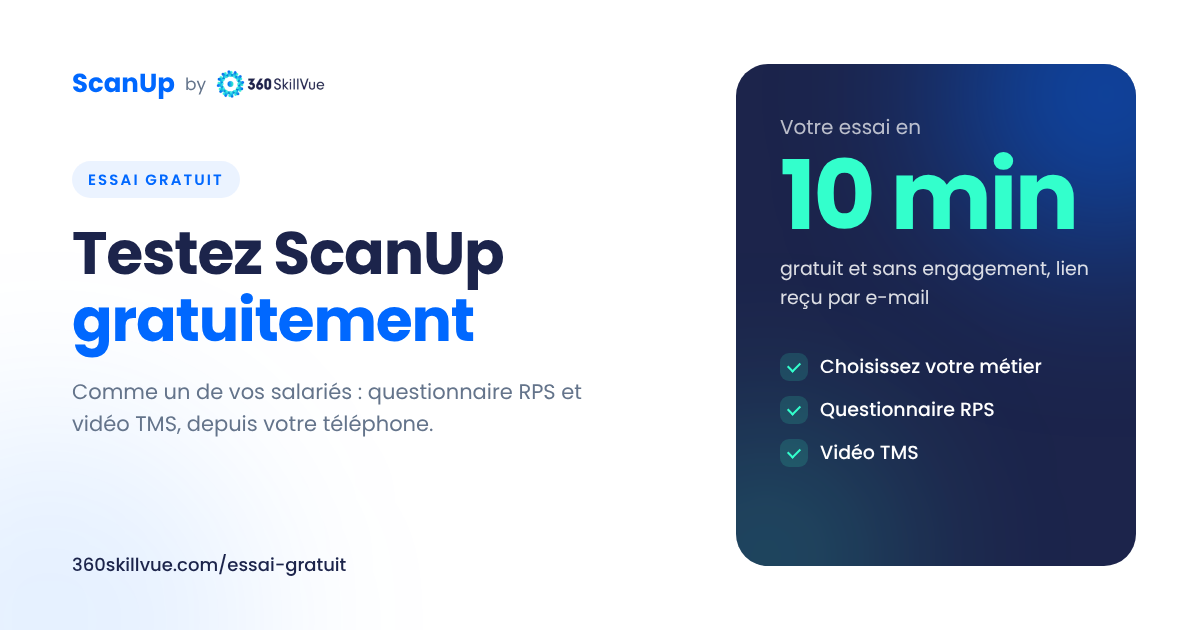 ScanUp by 360SkillVue
ESSAI GRATUIT
Testez ScanUp
gratuitement
Comme un de vos salariés : questionnaire RPS et
vidéo TMS, depuis votre téléphone.
360skillvue.com/essai-gratuit
Votre essai en
10 min
gratuit et sans engagement, lien
reçu par e-mail
Choisissez votre métier
Questionnaire RPS
Vidéo TMS